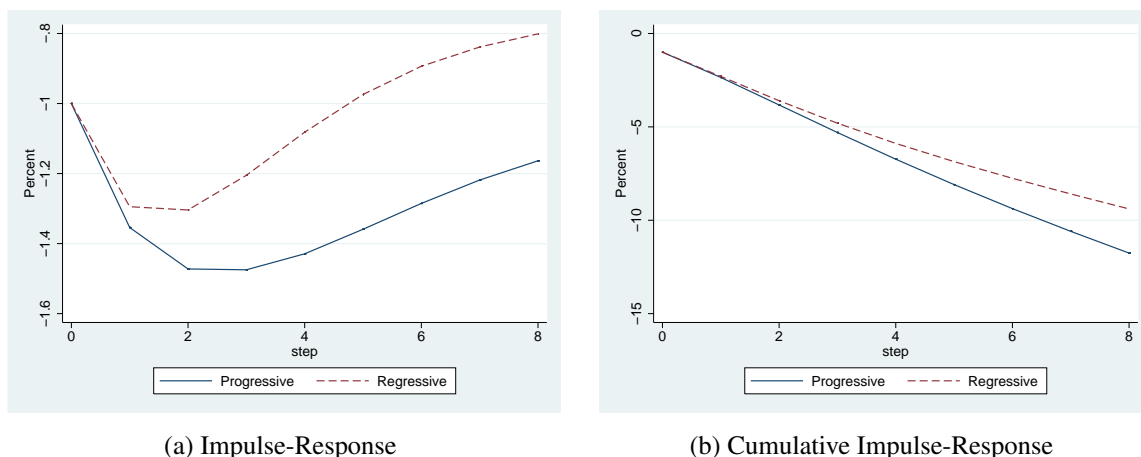 Percent
−.8
−1
−1.2
−1.4
−1.6
0 2 4 6 8
step
Progressive Regressive
(a) Impulse-Response
Percent
0
−5
−10
−15
0 2 4 6 8
step
Progressive Regressive
(b) Cumulative Impulse-Response